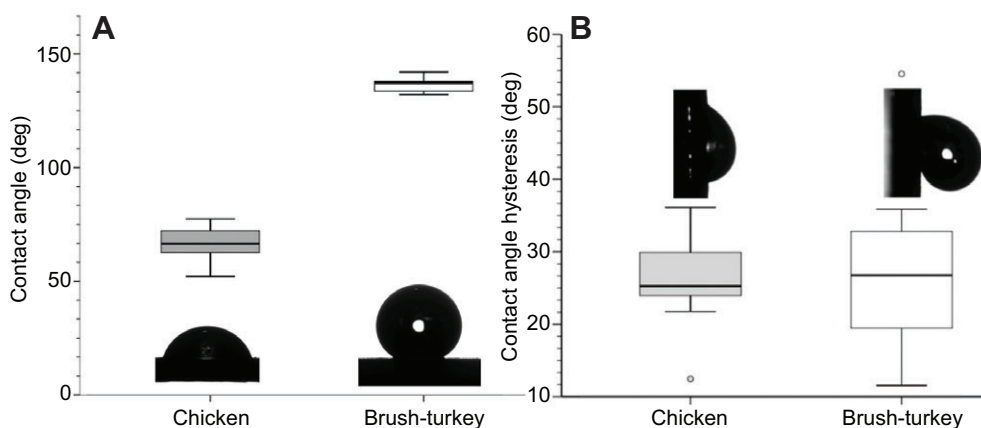 A
Contact angle (deg)
150
100
50
0
Chicken
Brush-turkey
B
Contact angle hysteresis (deg)
60
50
40
30
20
10
Chicken
Brush-turkey